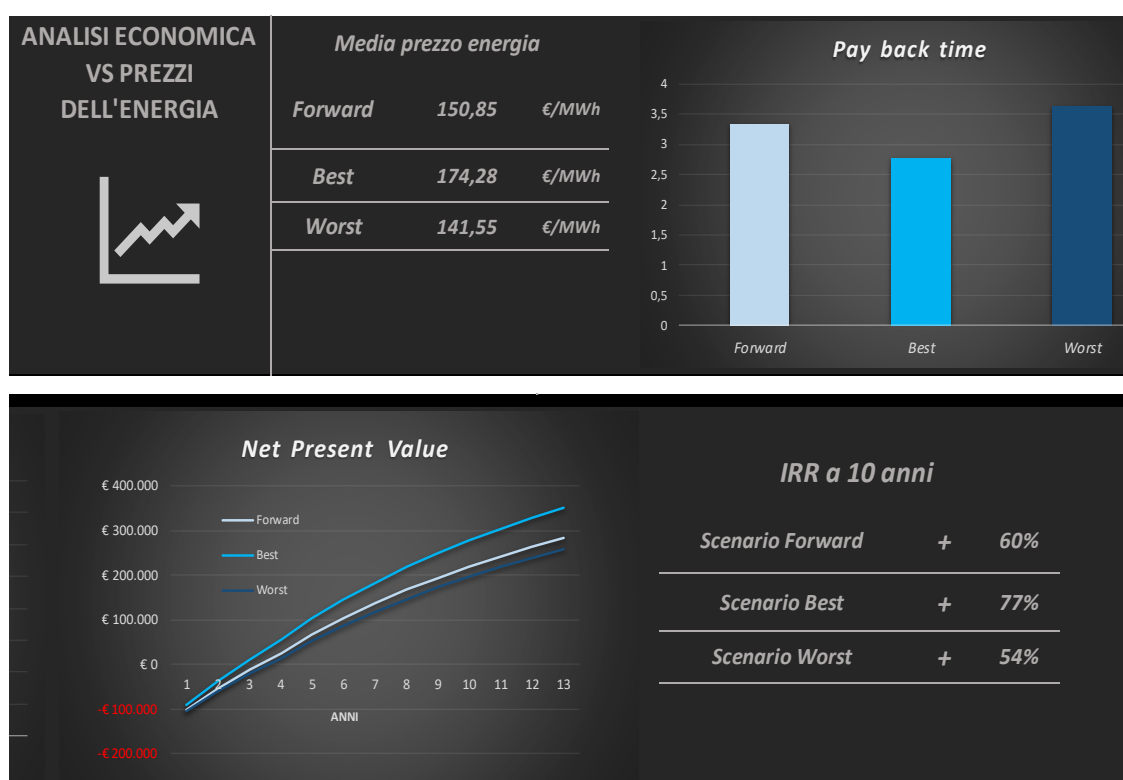 ANALISI ECONOMICA
VS PREZZI
DELL'ENERGIA
Media prezzo energia
Forward 150,85 €/MWh
Best 174,28 €/MWh
Worst 141,55 €/MWh
Pay back time
4
3,5
3
2,5
2
1,5
1
0,5
0
Forward Best Worst
Net Present Value
€ 400.000
€ 300.000
€ 200.000
€ 100.000
€ 0
-€ 100.000
-€ 200.000
Forward
Best
Worst
1 2 3 4 5 6 7 8 9 10 11 12 13
ANNI
IRR a 10 anni
Scenario Forward + 60%
Scenario Best + 77%
Scenario Worst + 54%